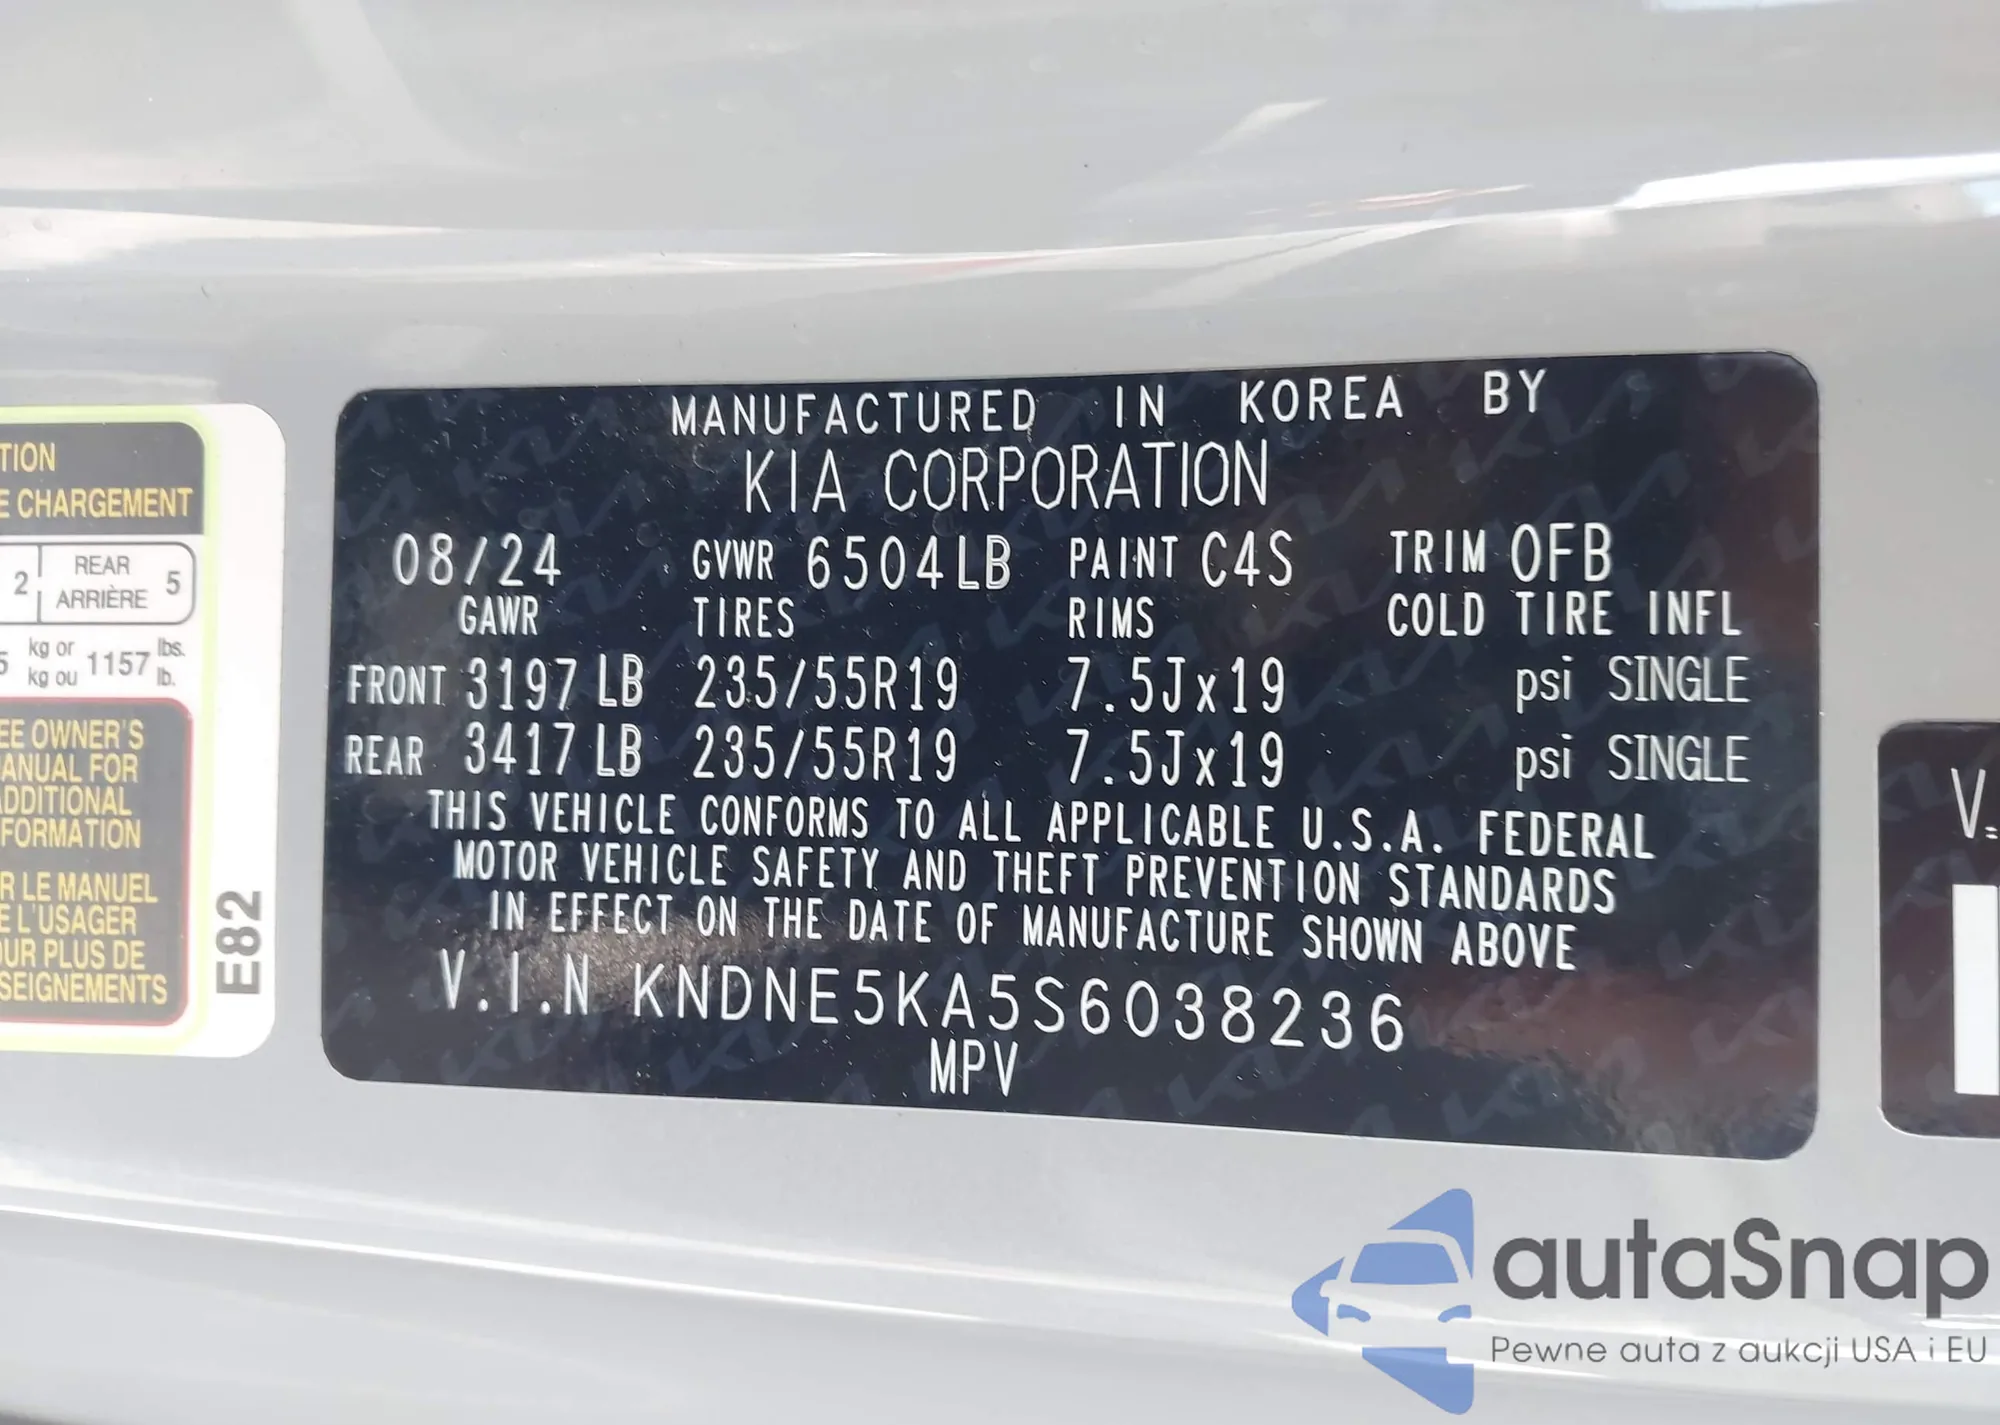 TION
E CHARGEMENT
2 REAR
ARRIÈRE 5
kg or 1157 lbs.
kg ou lb.
EE OWNER'S
ANUAL FOR
ADDITIONAL
FORMATION
R LE MANUEL
E L'USAGER
OUR PLUS DE
SEIGNEMENTS
E82
MANUFACTURED IN KOREA BY
KIA CORPORATION
08/24 GVWR 6504LB PAINT C4S TRIM OFB
GAWR TIRES RIMS COLD TIRE INFL
FRONT 3197 LB 235/55R19 7.5Jx19 psi SINGLE
REAR 3417 LB 235/55R19 7.5Jx19 psi SINGLE
THIS VEHICLE CONFORMS TO ALL APPLICABLE U.S.A. FEDERAL
MOTOR VEHICLE SAFETY AND THEFT PREVENTION STANDARDS
IN EFFECT ON THE DATE OF MANUFACTURE SHOWN ABOVE
V.I.N KNDNE5KA5S6038236
MPV
V.
autaSnap
Pewne auta z aukcji USA i EU